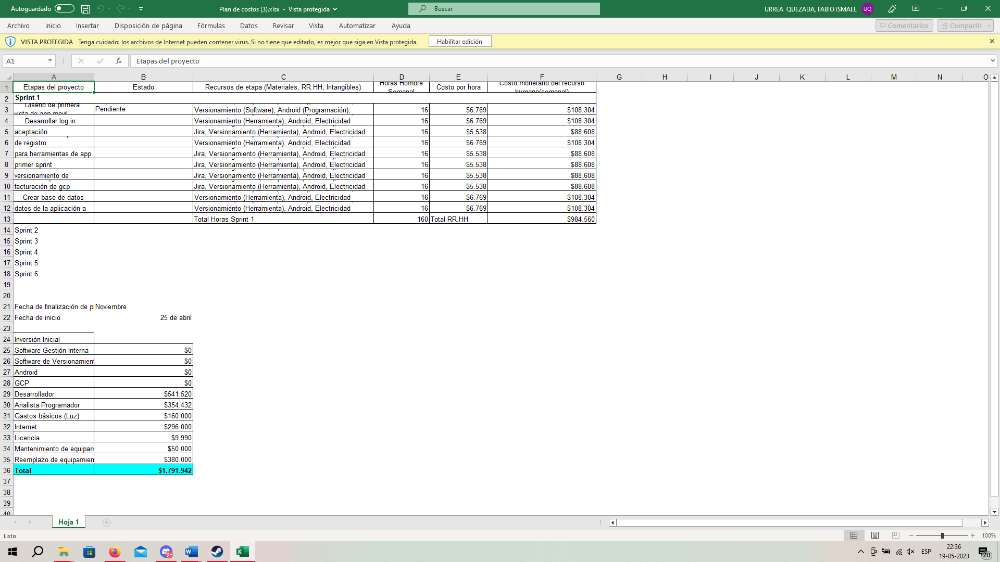 Autoguardado
Plan de costos (3).xlsx - Vista protegida
Buscar
URREA QUEZADA, FABIO ISMAEL
UQ
Archivo Inicio Insertar Disposición de página Fórmulas Datos Revisar Vista Automatizar Ayuda
Comentarios
Compartir
VISTA PROTEGIDA Tenga cuidado: los archivos de Internet pueden contener virus. Si no tiene que editarlo, es mejor que siga en Vista protegida.
Habilitar edición
A1
fx
Etapas del proyecto
A B C D E F G H I J K L M N O
1 Etapas del proyecto Estado Recursos de etapa (Materiales, RR.HH, Intangibles) Horas Hombre Semanal Costo por hora Costo monetario del recurso humano(semanal)
2 Sprint 1
3 Diseño de primera vista de app movil Pendiente Versionamiento (Software), Android (Programación), 16 $6.769 $108.304
4 Desarrollar log in Versionamiento (Herramienta), Android, Electricidad 16 $6.769 $108.304
5 aceptación Jira, Versionamiento (Herramienta), Android, Electricidad 16 $5.538 $88.608
6 de registro Versionamiento (Herramienta), Android, Electricidad 16 $6.769 $108.304
7 para herramientas de app Jira, Versionamiento (Herramienta), Android, Electricidad 16 $5.538 $88.608
8 primer sprint Jira, Versionamiento (Herramienta), Android, Electricidad 16 $5.538 $88.608
9 versionamiento de Jira, Versionamiento (Herramienta), Android, Electricidad 16 $5.538 $88.608
10 facturación de gcp Jira, Versionamiento (Herramienta), Android, Electricidad 16 $5.538 $88.608
11 Crear base de datos Versionamiento (Herramienta), Android, Electricidad 16 $6.769 $108.304
12 datos de la aplicación a Versionamiento (Herramienta), Android, Electricidad 16 $6.769 $108.304
13 Total Horas Sprint 1 160 Total RR.HH $984.560
14 Sprint 2
15 Sprint 3
16 Sprint 4
17 Sprint 5
18 Sprint 6
19
20
21 Fecha de finalización de p Noviembre
22 Fecha de inicio 25 de abril
23
24 Inversión Inicial
25 Software Gestión Interna $0
26 Software de Versionamien $0
27 Android $0
28 GCP $0
29 Desarrollador $541.520
30 Analista Programador $354.432
31 Gastos básicos (Luz) $160.000
32 Internet $296.000
33 Licencia $9.990
34 Mantenimiento de equipam $50.000
35 Reemplazo de equipamien $380.000
36 Total $1.791.942
37
38
39
40
Hoja 1
Listo
100%
9+
ESP
22:36
19-05-2023
20